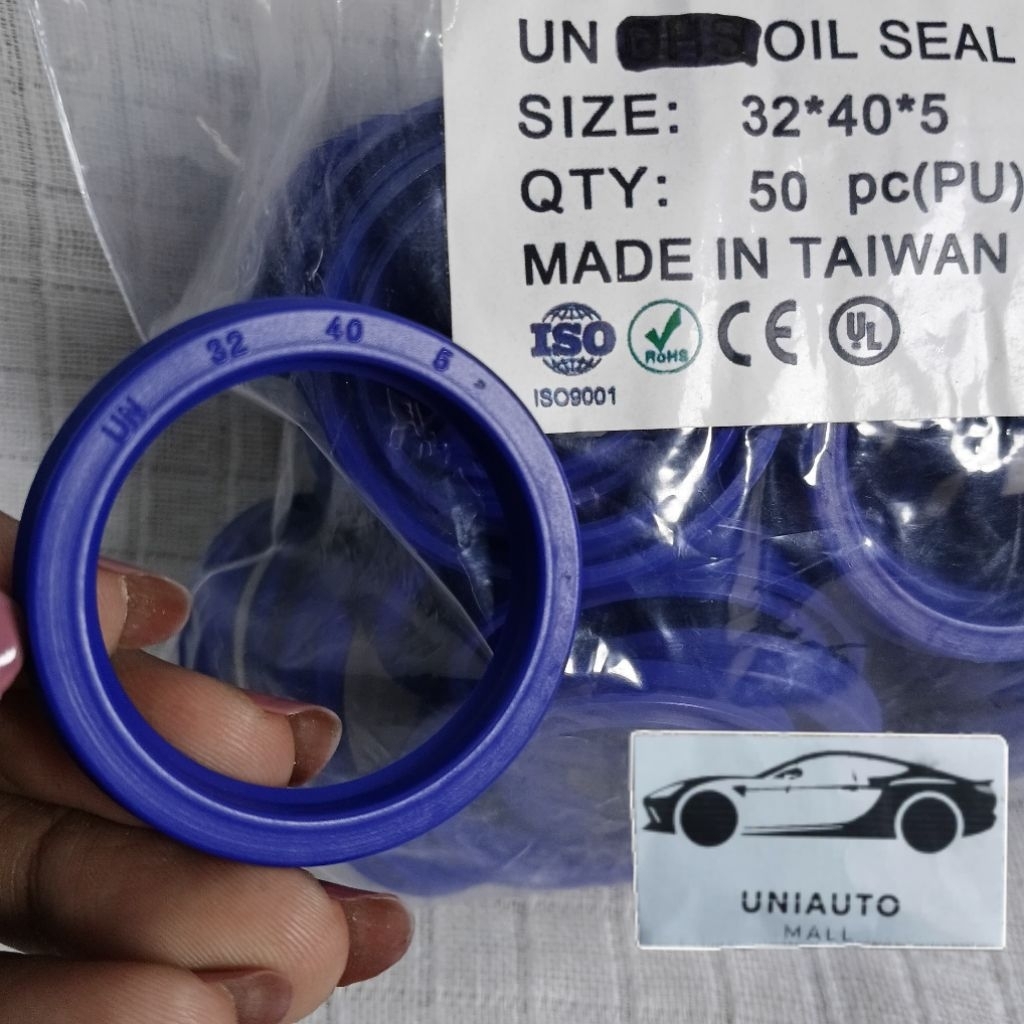 UN OIL SEAL
SIZE: 32*40*5
QTY: 50 pc(PU)
MADE IN TAIWAN
ISO RoHS CE UL
ISO9001
UN 32 40 5
UNIAUTO
MALL